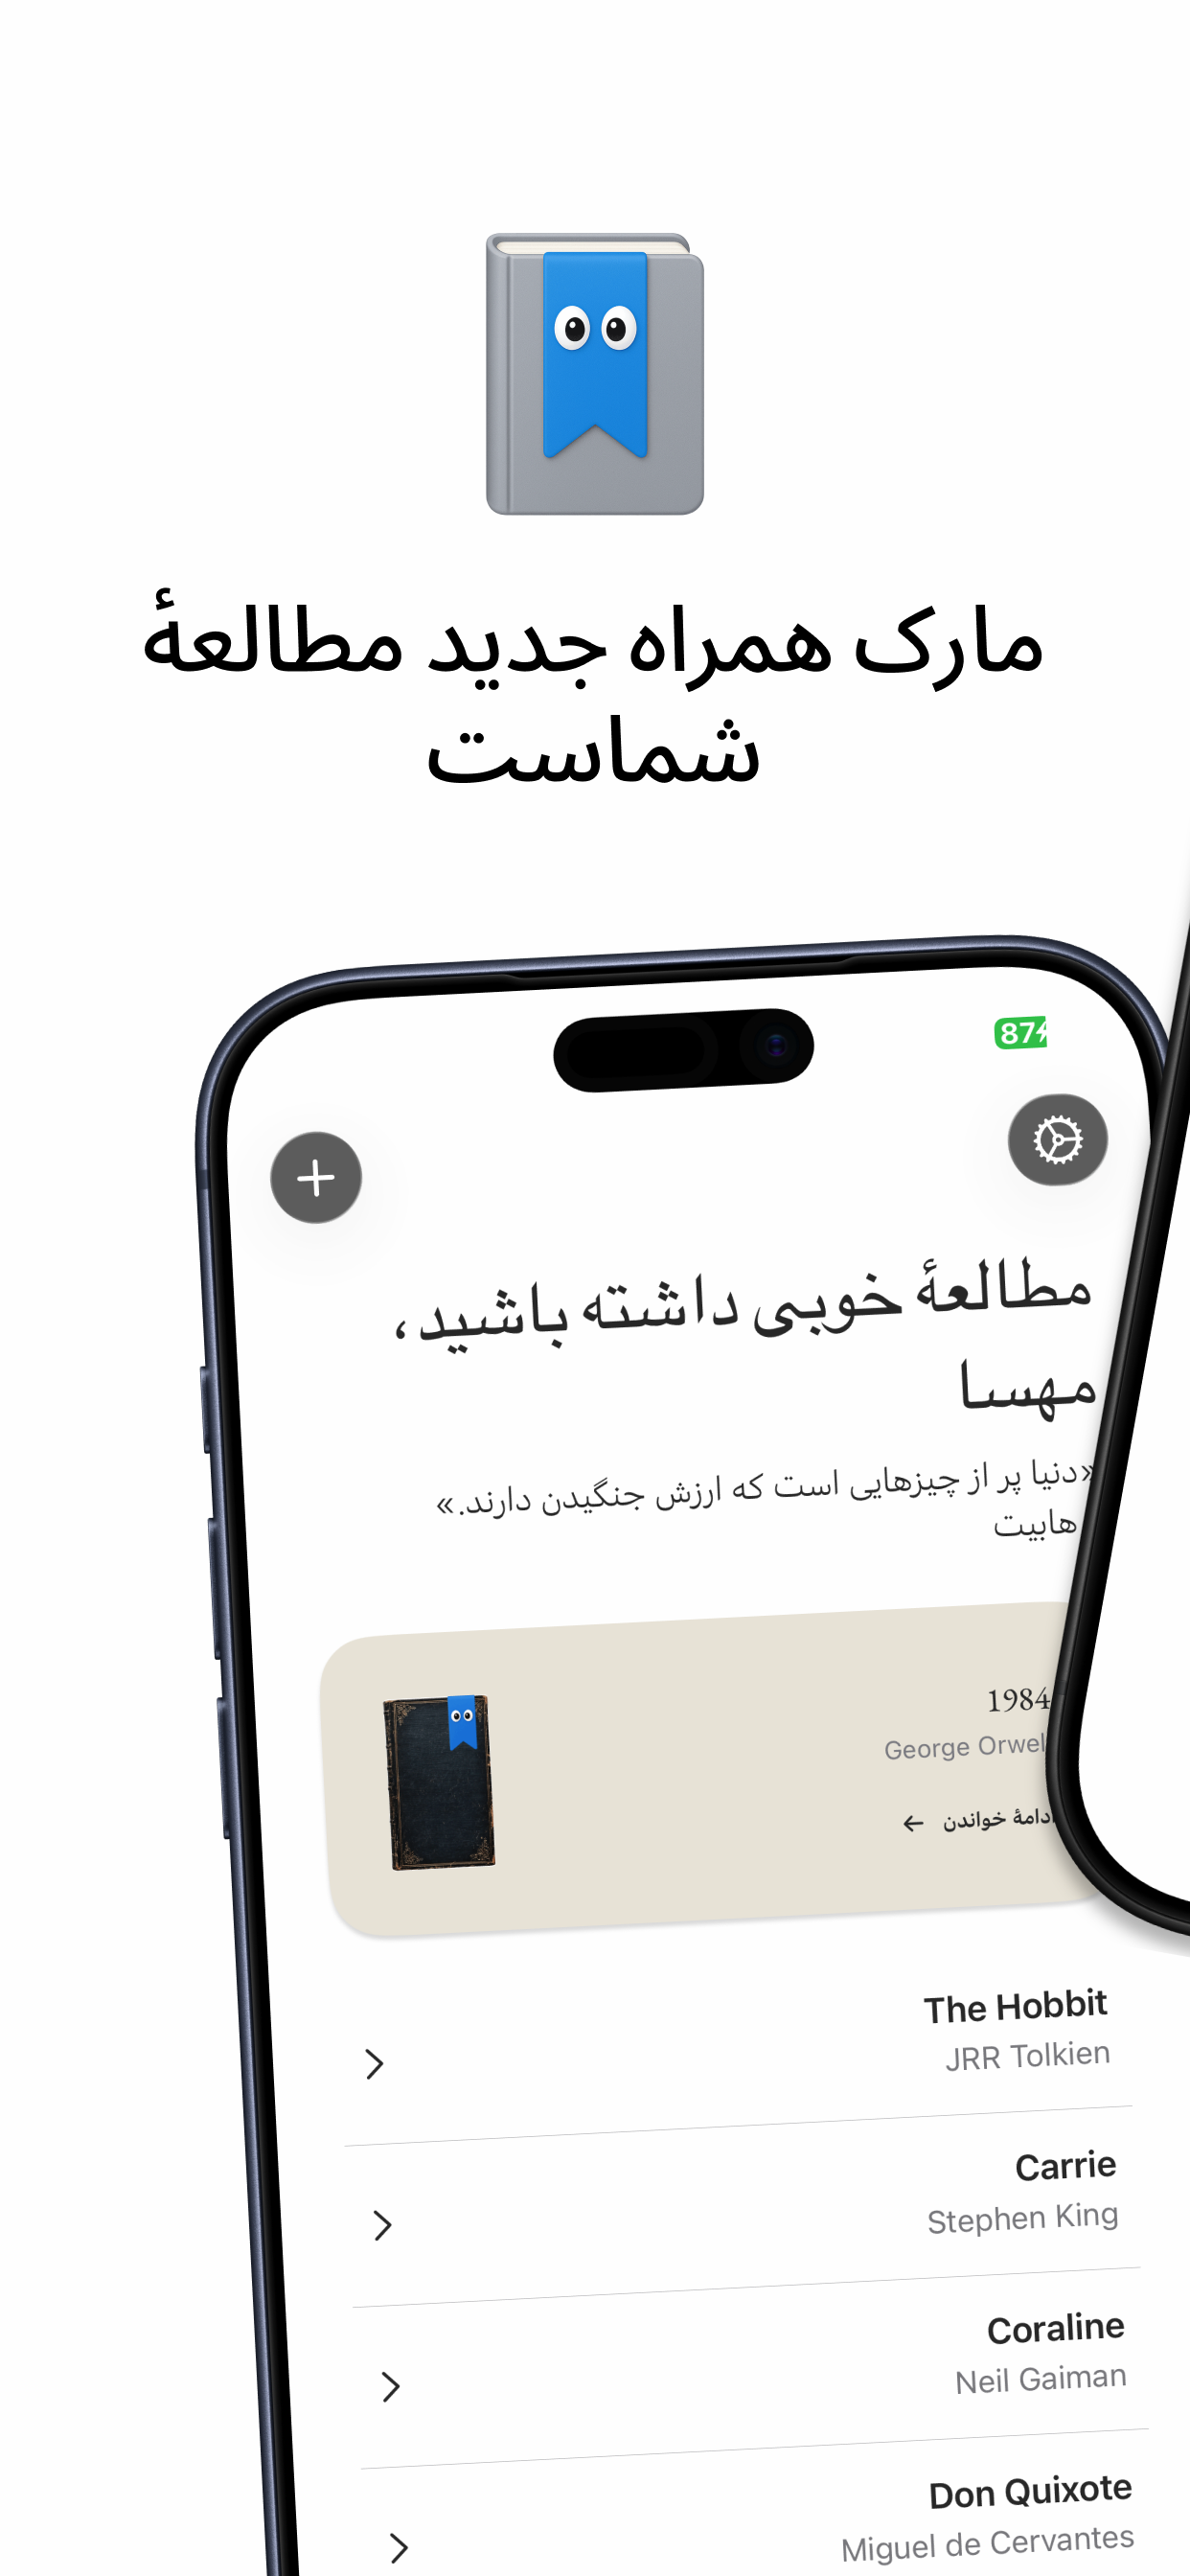 مارک همراه جدید مطالعهٔ
شماست
87
مطالعهٔ خوبی داشته باشید،
مهسا
«دنیا پر از چیزهایی است که ارزش جنگیدن دارند.»
هابیت
1984
George Orwel
ادامهٔ خواندن ←
The Hobbit
JRR Tolkien
Carrie
Stephen King
Coraline
Neil Gaiman
Don Quixote
Miguel de Cervantes